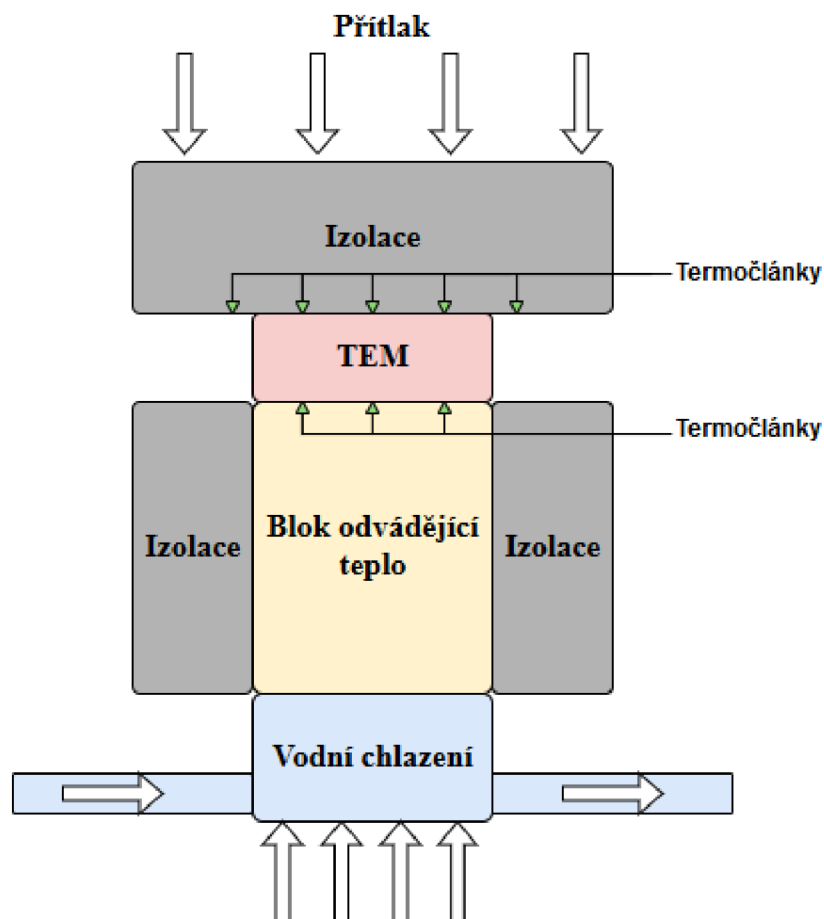 Přítlak
Izolace
Termočlánky
TEM
Termočlánky
Izolace
Blok odvádějící
teplo
Izolace
Vodní chlazení